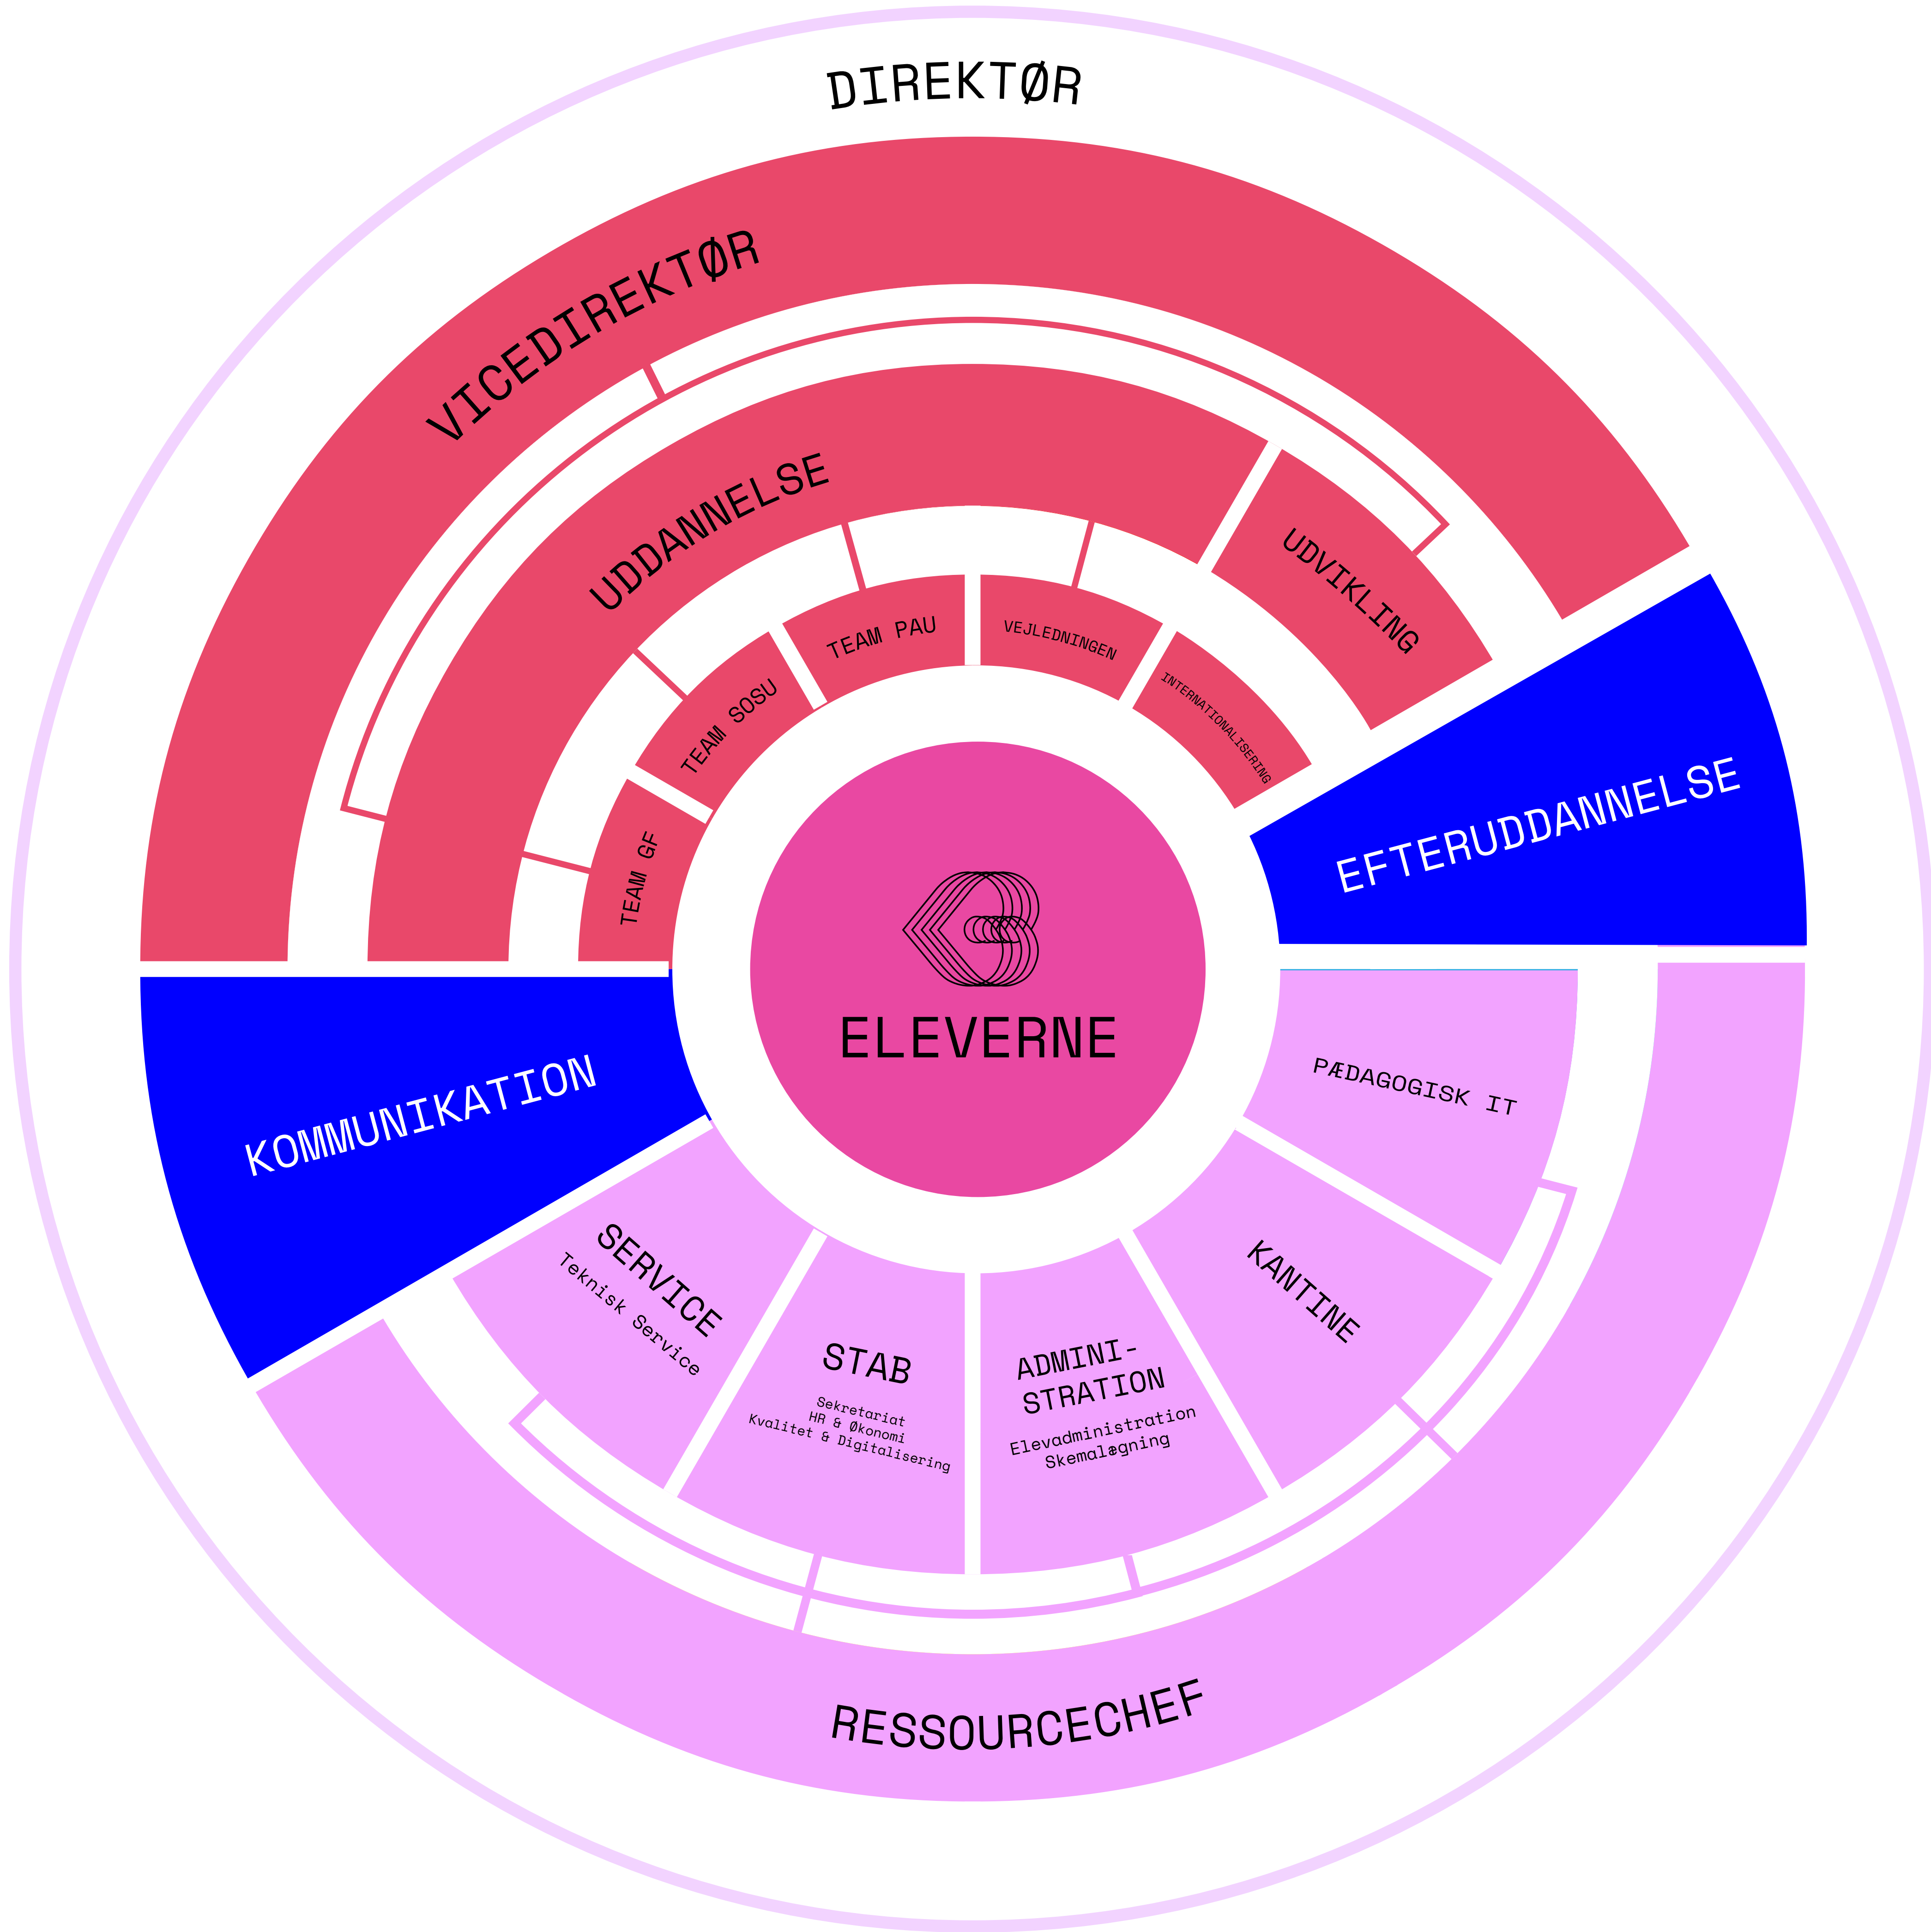 DIREKTØR
VICEDIREKTØR
UDDANNELSE
UDVIKLING
TEAM GF
TEAM SOSU
TEAM PAU
VEJLEDNINGEN
INTERNATIONALISERING
EFTERUDDANNELSE
ELEVERNE
KOMMUNIKATION
PÆDAGOGISK IT
KANTINE
ADMINI-
STRATION
Elevadministration
Skemalægning
STAB
Sekretariat
HR & Økonomi
Kvalitet & Digitalisering
SERVICE
Teknisk Service
RESSOURCECHEF